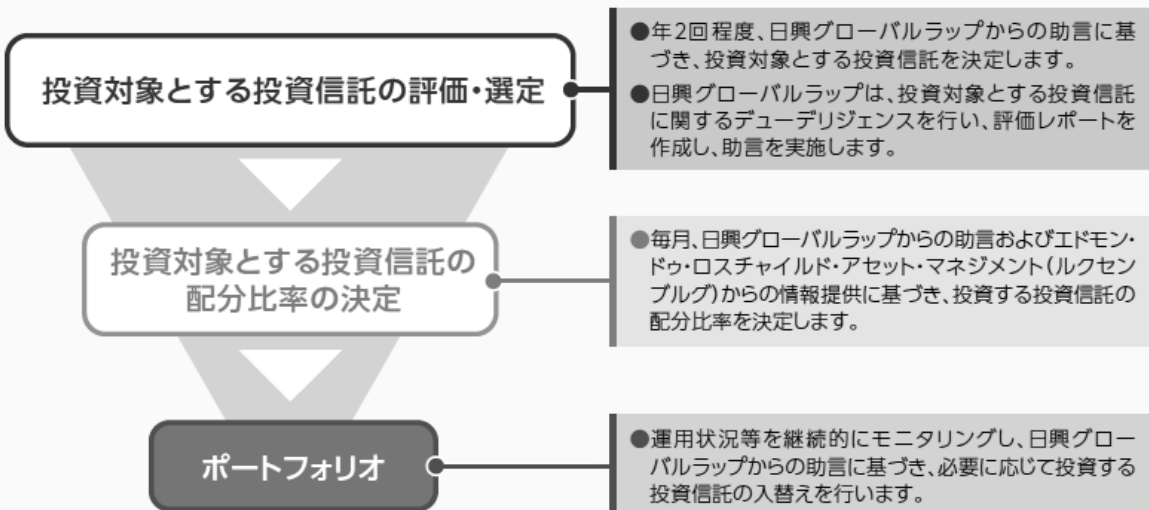 投資対象とする投資信託の評価・選定
●年2回程度、日興グローバルラップからの助言に基
づき、投資対象とする投資信託を決定します。
●日興グローバルラップは、投資対象とする投資信託
に関するデューデリジェンスを行い、評価レポートを
作成し、助言を実施します。
投資対象とする投資信託の
配分比率の決定
●毎月、日興グローバルラップからの助言およびエドモン・
ドゥ・ロスチャイルド・アセット・マネジメント(ルクセン
ブルグ)からの情報提供に基づき、投資する投資信託の
配分比率を決定します。
ポートフォリオ
●運用状況等を継続的にモニタリングし、日興グロー
バルラップからの助言に基づき、必要に応じて投資する
投資信託の入替えを行います。